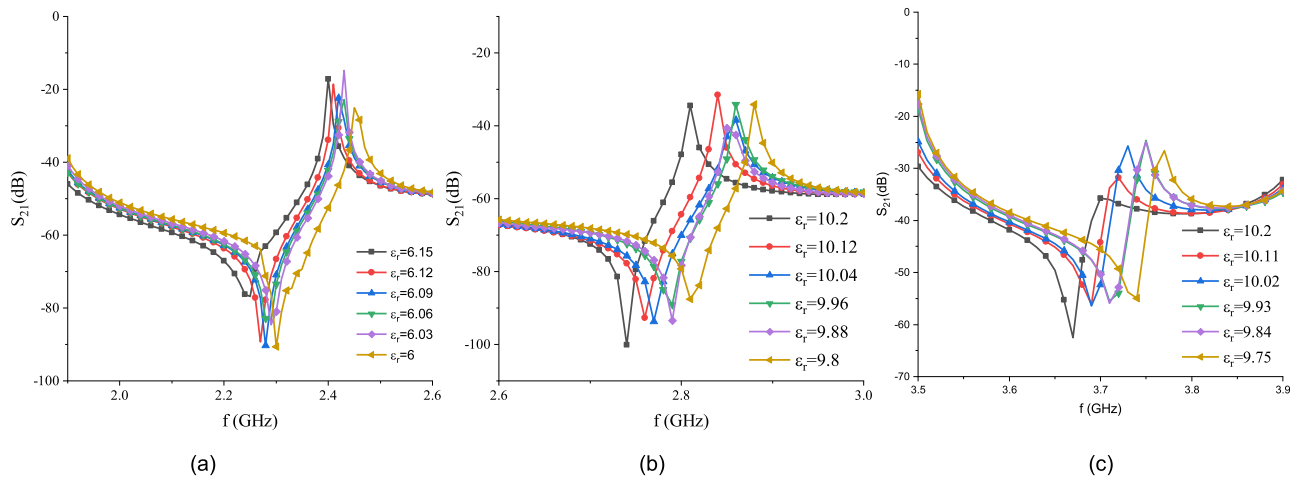 0
-20
-40
-60
-80
-100
S₂₁(dB)
2.0
2.2
2.4
2.6
f (GHz)
εᵣ=6.15
εᵣ=6.12
εᵣ=6.09
εᵣ=6.06
εᵣ=6.03
εᵣ=6
(a)
-20
-40
-60
-80
-100
S₂₁(dB)
2.6
2.8
3.0
f (GHz)
εᵣ=10.2
εᵣ=10.12
εᵣ=10.04
εᵣ=9.96
εᵣ=9.88
εᵣ=9.8
(b)
0
-10
-20
-30
-40
-50
-60
-70
S₂₁(dB)
3.5
3.6
3.7
3.8
3.9
f (GHz)
εᵣ=10.2
εᵣ=10.11
εᵣ=10.02
εᵣ=9.93
εᵣ=9.84
εᵣ=9.75
(c)